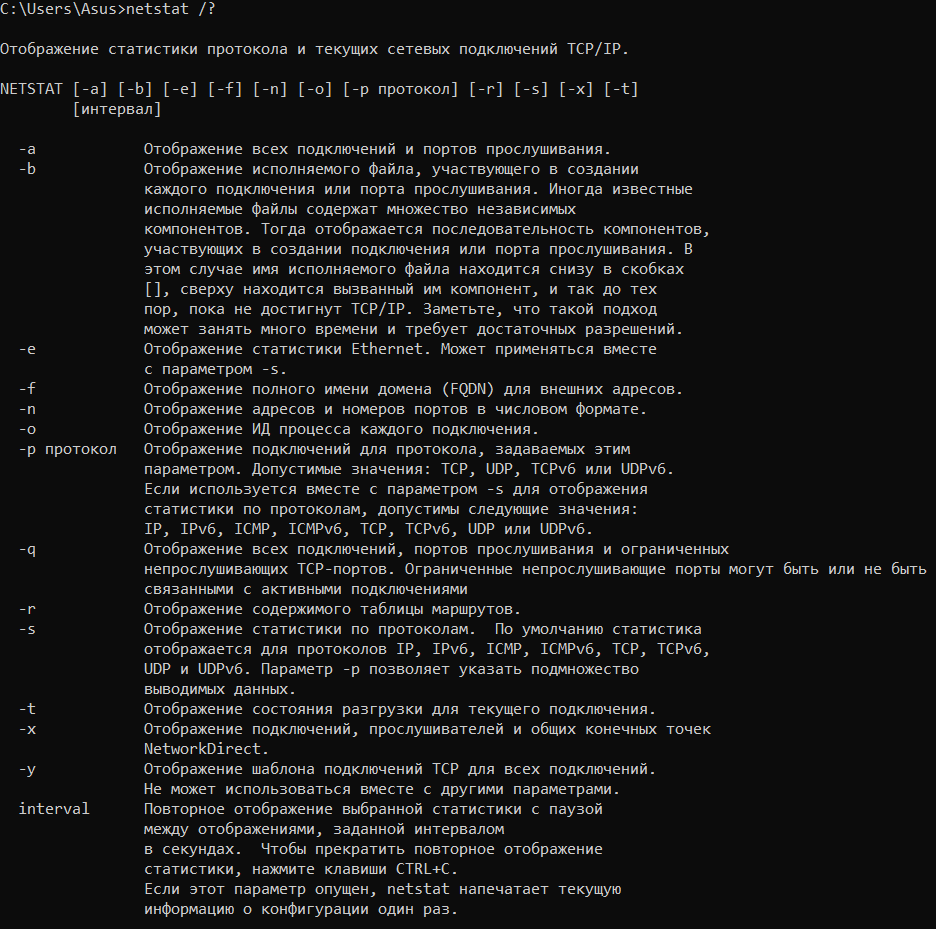 C:\Users\Asus>netstat /?
Отображение статистики протокола и текущих сетевых подключений TCP/IP.
NETSTAT [-a] [-b] [-e] [-f] [-n] [-o] [-p протокол] [-r] [-s] [-x] [-t]
[интервал]
-a Отображение всех подключений и портов прослушивания.
-b Отображение исполняемого файла, участвующего в создании
каждого подключения или порта прослушивания. Иногда известные
исполняемые файлы содержат множество независимых
компонентов. Тогда отображается последовательность компонентов,
участвующих в создании подключения или порта прослушивания. В
этом случае имя исполняемого файла находится снизу в скобках
[], сверху находится вызванный им компонент, и так до тех
пор, пока не достигнут TCP/IP. Заметьте, что такой подход
может занять много времени и требует достаточных разрешений.
-e Отображение статистики Ethernet. Может применяться вместе
с параметром -s.
-f Отображение полного имени домена (FQDN) для внешних адресов.
-n Отображение адресов и номеров портов в числовом формате.
-o Отображение ИД процесса каждого подключения.
-p протокол Отображение подключений для протокола, задаваемых этим
параметром. Допустимые значения: TCP, UDP, TCPv6 или UDPv6.
Если используется вместе с параметром -s для отображения
статистики по протоколам, допустимы следующие значения:
IP, IPv6, ICMP, ICMPv6, TCP, TCPv6, UDP или UDPv6.
-q Отображение всех подключений, портов прослушивания и ограниченных
непрослушивающих TCP-портов. Ограниченные непрослушивающие порты могут быть или не быть
связанными с активными подключениями
-r Отображение содержимого таблицы маршрутов.
-s Отображение статистики по протоколам.  По умолчанию статистика
отображается для протоколов IP, IPv6, ICMP, ICMPv6, TCP, TCPv6,
UDP и UDPv6. Параметр -p позволяет указать подмножество
выводимых данных.
-t Отображение состояния разгрузки для текущего подключения.
-x Отображение подключений, прослушивателей и общих конечных точек
NetworkDirect.
-y Отображение шаблона подключений TCP для всех подключений.
Не может использоваться вместе с другими параметрами.
interval Повторное отображение выбранной статистики с паузой
между отображениями, заданной интервалом
в секундах.  Чтобы прекратить повторное отображение
статистики, нажмите клавиши CTRL+C.
Если этот параметр опущен, netstat напечатает текущую
информацию о конфигурации один раз.